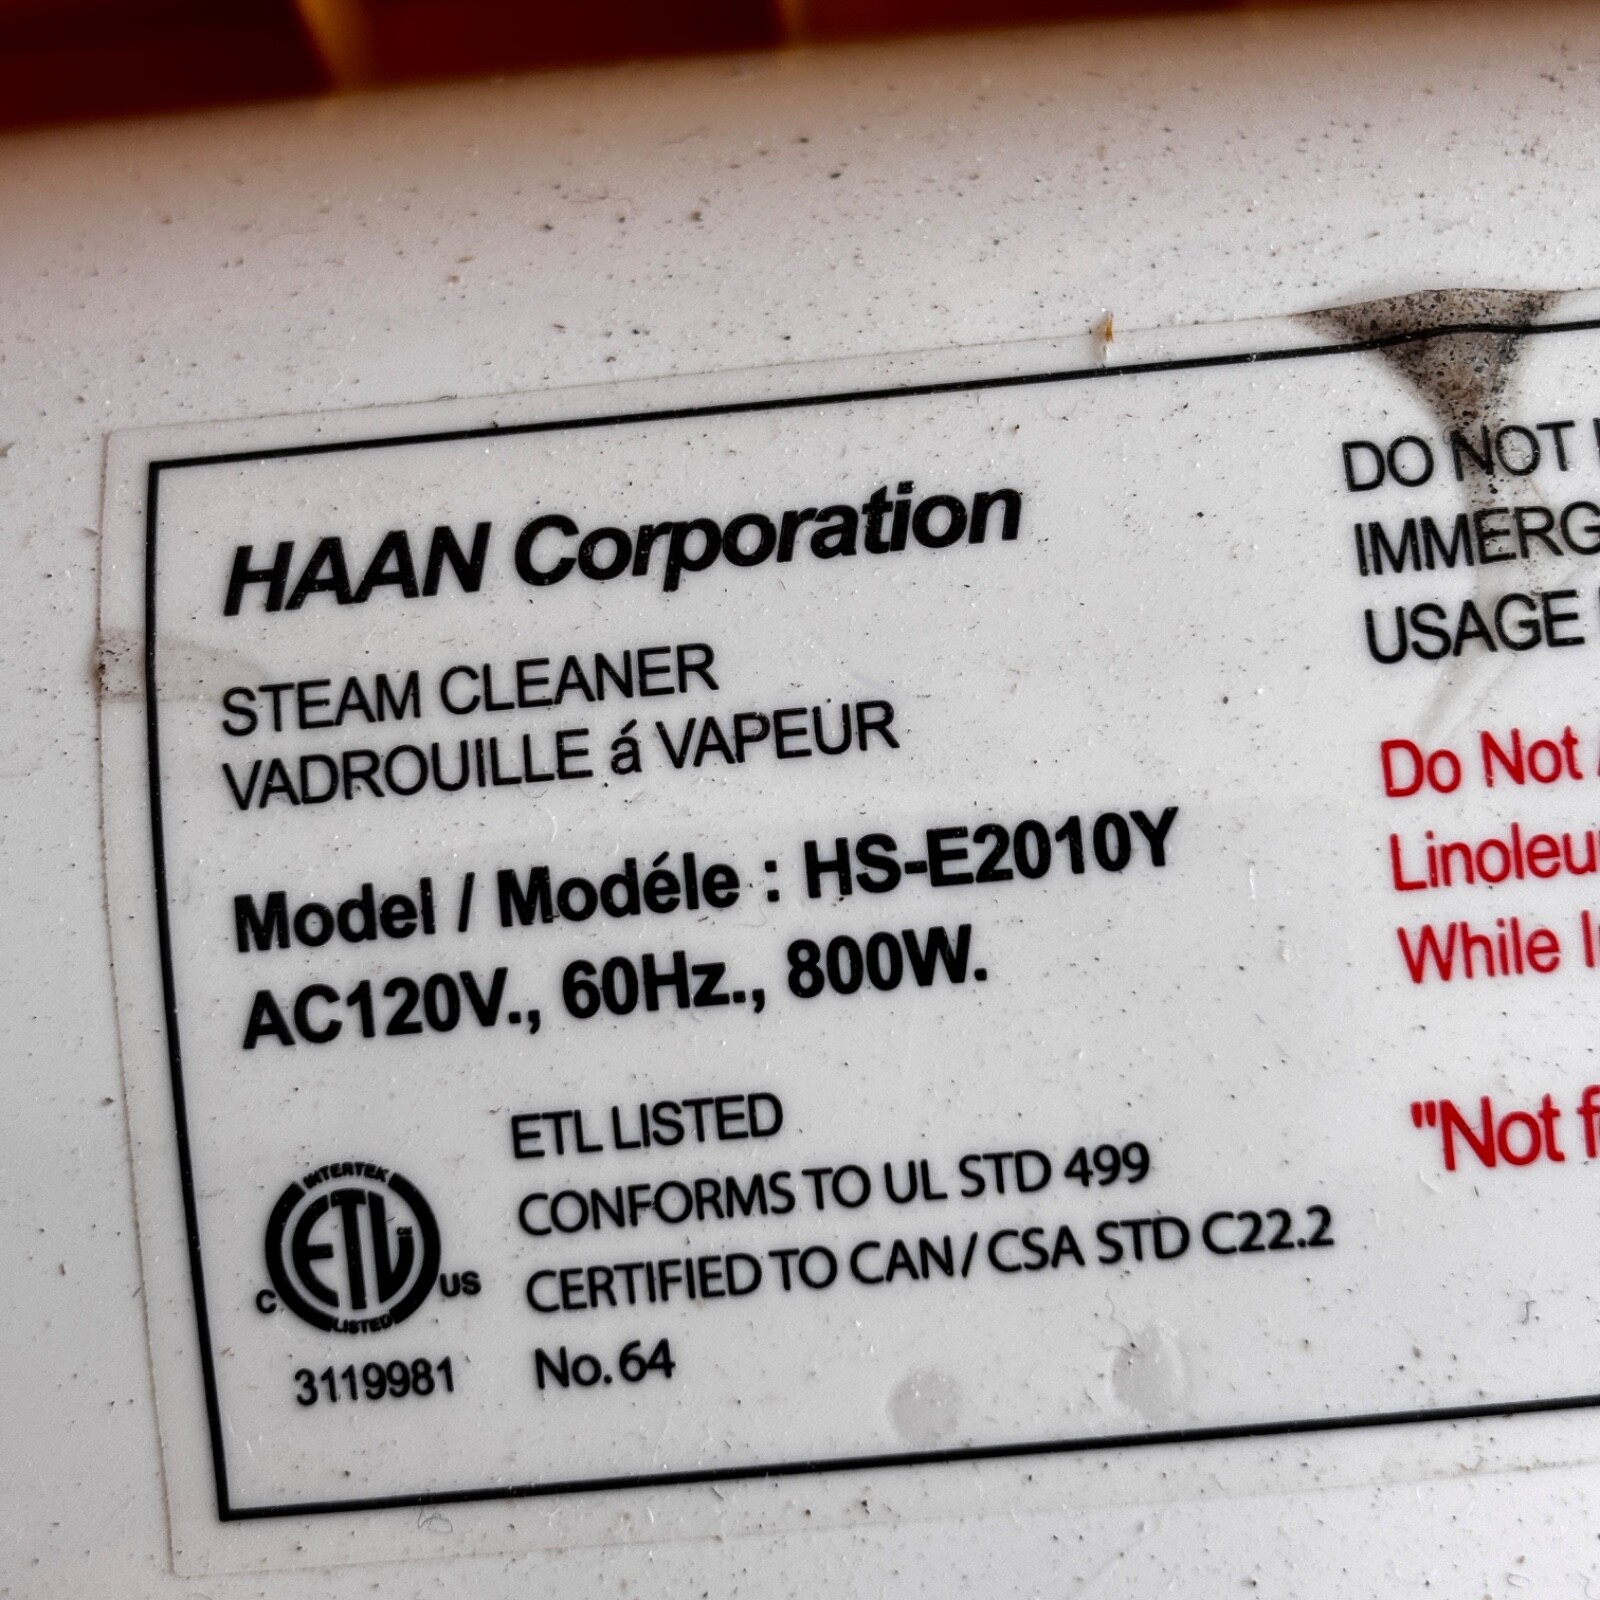 HAAN Corporation
STEAM CLEANER
VADROUILLE á VAPEUR
Model / Modéle : HS-E2010Y
AC120V., 60Hz., 800W.
INTERTEK
ETL
LISTED
C
US
3119981
ETL LISTED
CONFORMS TO UL STD 499
CERTIFIED TO CAN/CSA STD C22.2
No.64
DO NOT
IMMERG
USAGE
Do Not
Linoleu
While
"Not f